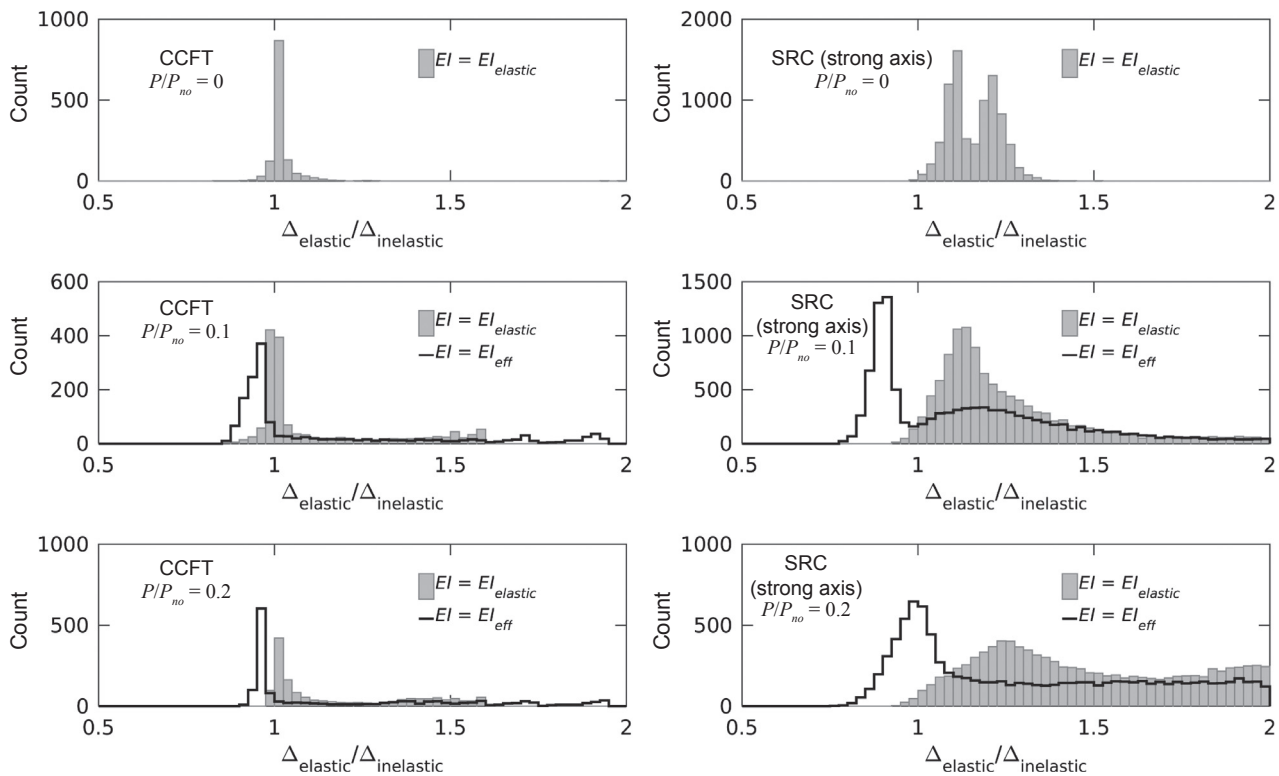 1000
500
0
Count
CCFT
P/Pno = 0
EI = EIelastic
0.5 1 1.5 2
Δelastic/Δinelastic
2000
1000
0
Count
SRC (strong axis)
P/Pno = 0
EI = EIelastic
0.5 1 1.5 2
Δelastic/Δinelastic
600
400
200
0
Count
CCFT
P/Pno = 0.1
EI = EIelastic
EI = EIeff
0.5 1 1.5 2
Δelastic/Δinelastic
1500
1000
500
0
Count
SRC
(strong axis)
P/Pno = 0.1
EI = EIelastic
EI = EIeff
0.5 1 1.5 2
Δelastic/Δinelastic
1000
500
0
Count
CCFT
P/Pno = 0.2
EI = EIelastic
EI = EIeff
0.5 1 1.5 2
Δelastic/Δinelastic
1000
500
0
Count
SRC
(strong axis)
P/Pno = 0.2
EI = EIelastic
EI = EIeff
0.5 1 1.5 2
Δelastic/Δinelastic